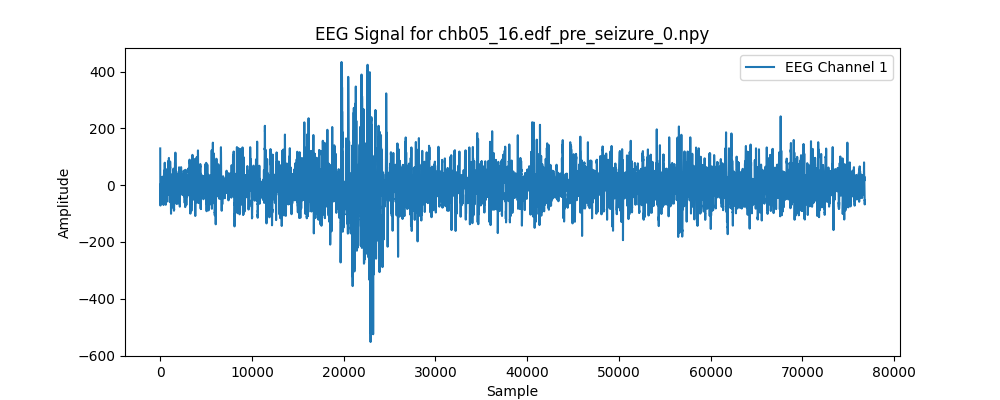 EEG Signal for chb05_16.edf_pre_seizure_0.npy
EEG Channel 1
400
200
0
−200
−400
−600
Amplitude
0 10000 20000 30000 40000 50000 60000 70000 80000
Sample